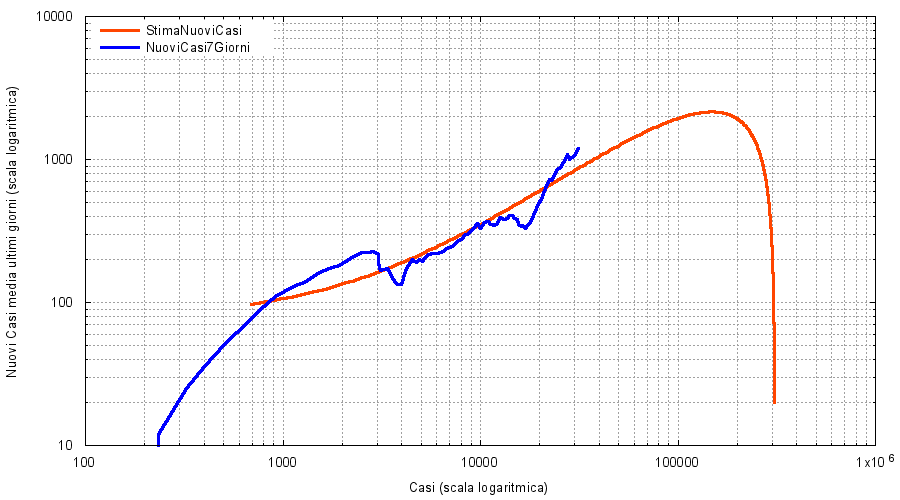 10000
StimaNuoviCasi
NuoviCasi7Giorni
1000
100
10
Nuovi Casi media ultimi giorni (scala logaritmica)
100
1000
10000
100000
1x10 6
Casi (scala logaritmica)